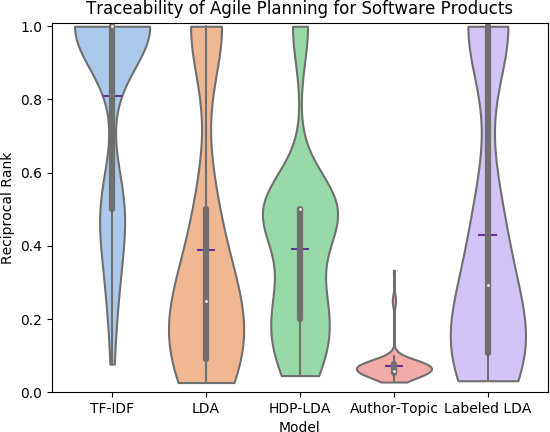 Traceability of Agile Planning for Software Products
1.0
0.8
0.6
0.4
0.2
0.0
Reciprocal Rank
TF-IDF LDA HDP-LDA Author-Topic Labeled LDA
Model